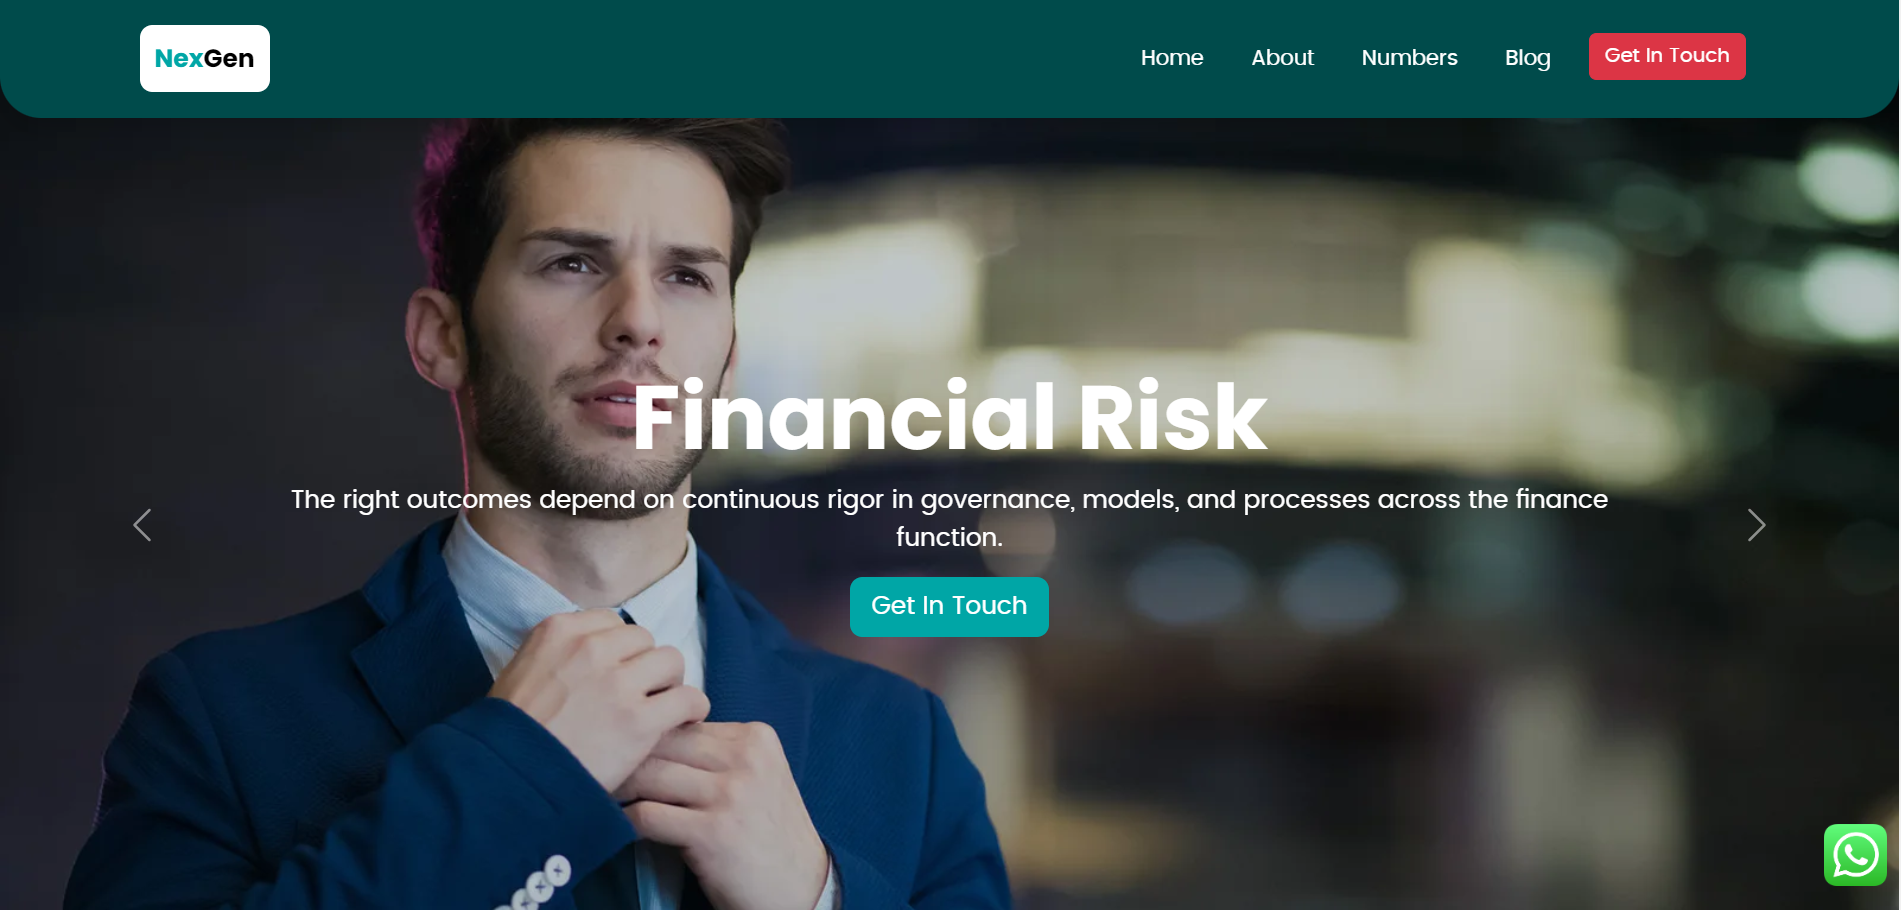 NexGen
Home
About
Numbers
Blog
Get In Touch
Financial Risk
The right outcomes depend on continuous rigor in governance, models, and processes across the finance
function.
Get In Touch